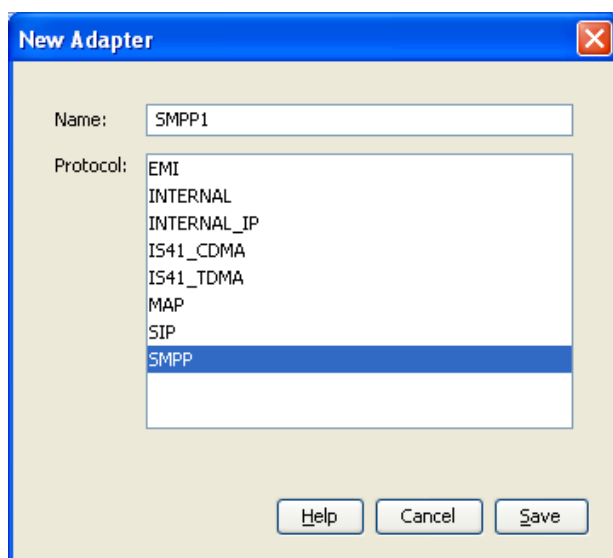 New Adapter
Name: SMPP1
Protocol: EMI
INTERNAL
INTERNAL_IP
IS41_CDMA
IS41_TDMA
MAP
SIP
SMPP
Help Cancel Save